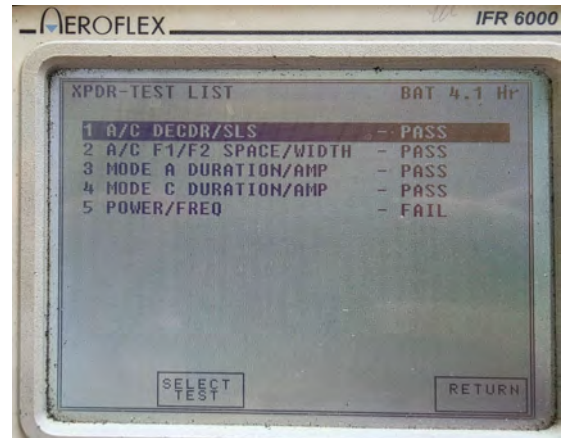 AEROFLEX IFR 6000
XPDR-TEST LIST BAT 4.1 Hr
1 A/C DECDR/SLS - PASS
2 A/C F1/F2 SPACE/WIDTH - PASS
3 MODE A DURATION/AMP - PASS
4 MODE C DURATION/AMP - PASS
5 POWER/FREQ - FAIL
SELECT
TEST
RETURN